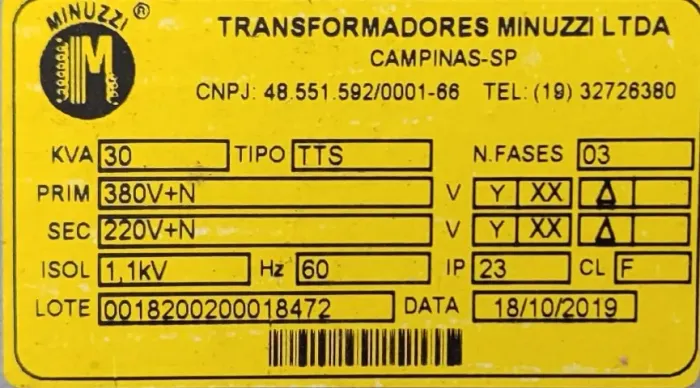 MINUZZI ®
M
TRANSFORMADORES MINUZZI LTDA
CAMPINAS-SP
CNPJ: 48.551.592/0001-66 TEL: (19) 32726380
KVA 30 TIPO TTS N.FASES 03
PRIM 380V+N V Y XX Δ
SEC 220V+N V Y XX Δ
ISOL 1,1kV Hz 60 IP 23 CL F
LOTE 0018200200018472 DATA 18/10/2019